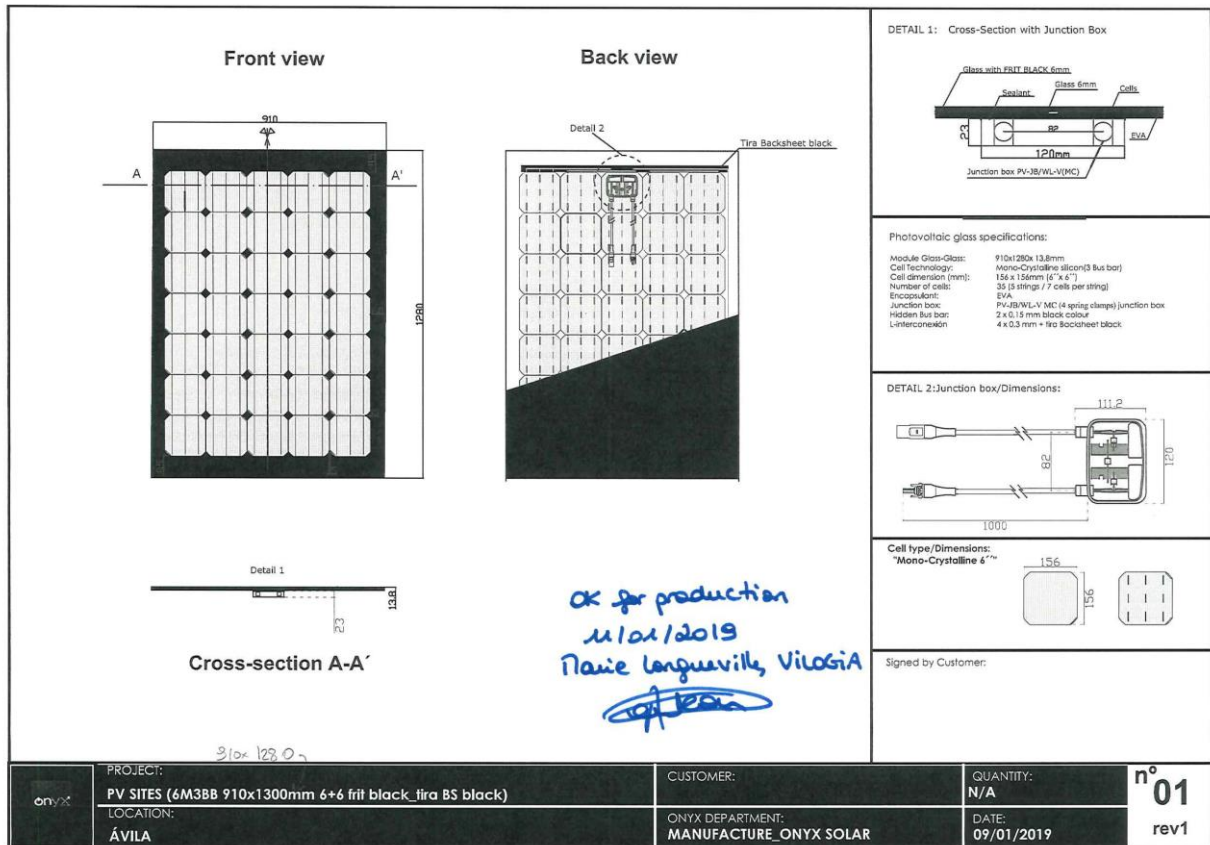 Front view
910
A
A'
1280
Back view
Detail 2
Tira Backsheet black
Detail 1
13.8
23
Cross-section A-A´
OK for production
11/01/2019
Marie Longueville, ViLOGiA
DETAIL 1: Cross-Section with Junction Box
Glass with FRIT BLACK 6mm
Sealant
Glass 6mm
Cells
23
82
EVA
120mm
Junction box PV-JB/WL-V(MC)
Photovoltaic glass specifications:
Module Glass-Glass: 910x1280x 13,8mm
Cell Technology: Mono-Crystalline silicon(3 Bus bar)
Cell dimension (mm): 156 x 156mm (6´´x 6´´)
Number of cells: 35 (5 strings / 7 cells per string)
Encapsulant: EVA
Junction box: PV-JB/WL-V MC (4 spring clamps) junction box
Hidden Bus bar: 2 x 0,15 mm black colour
L-interconexión 4 x 0.3 mm + tira Backsheet black
DETAIL 2:Junction box/Dimensions:
111.2
82
120
1000
Cell type/Dimensions:
"Mono-Crystalline 6´´"
156
156
Signed by Customer:
onyx
PROJECT:
PV SITES (6M3BB 910x1300mm 6+6 frit black_tira BS black)
LOCATION:
ÁVILA
CUSTOMER:
ONYX DEPARTMENT:
MANUFACTURE_ONYX SOLAR
QUANTITY:
N/A
DATE:
09/01/2019
nº 01
rev1